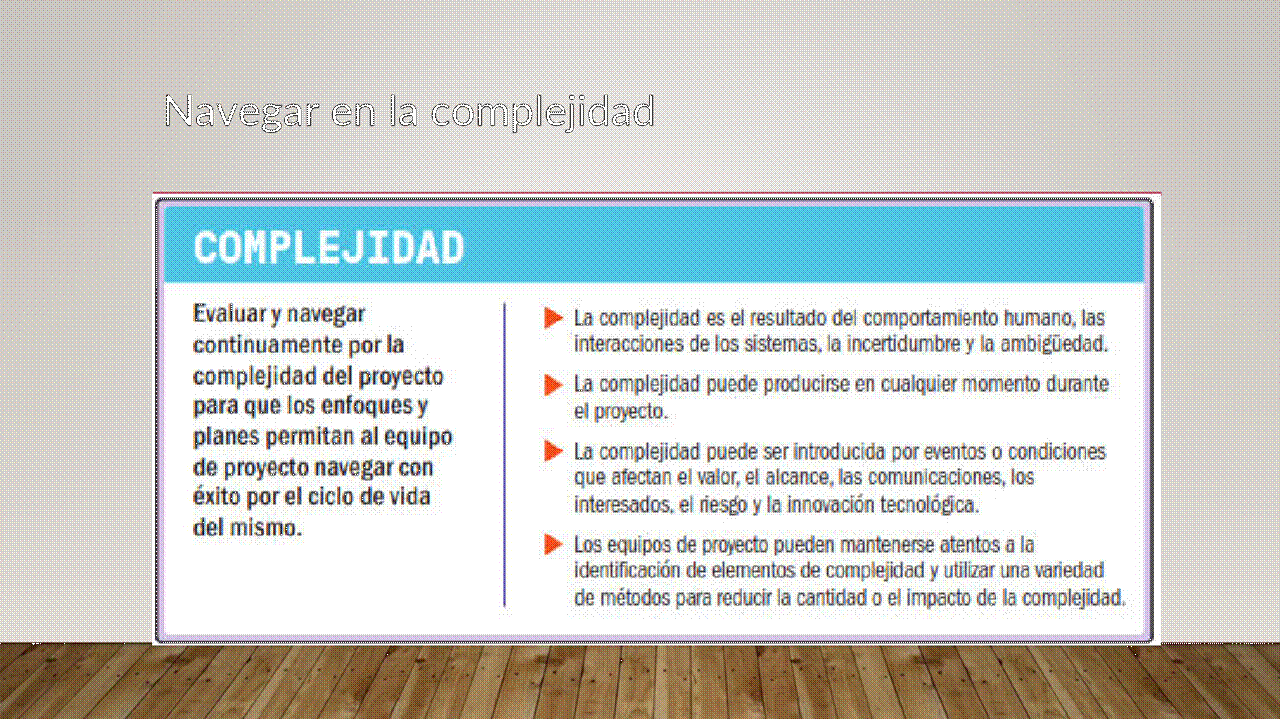 Navegar en la complejidad
COMPLEJIDAD
Evaluar y navegar
continuamente por la
complejidad del proyecto
para que los enfoques y
planes permitan al equipo
de proyecto navegar con
éxito por el ciclo de vida
del mismo.
La complejidad es el resultado del comportamiento humano, las
interacciones de los sistemas, la incertidumbre y la ambigüedad.
La complejidad puede producirse en cualquier momento durante
el proyecto.
La complejidad puede ser introducida por eventos o condiciones
que afectan el valor, el alcance, las comunicaciones, los
interesados, el riesgo y la innovación tecnológica.
Los equipos de proyecto pueden mantenerse atentos a la
identificación de elementos de complejidad y utilizar una variedad
de métodos para reducir la cantidad o el impacto de la complejidad.